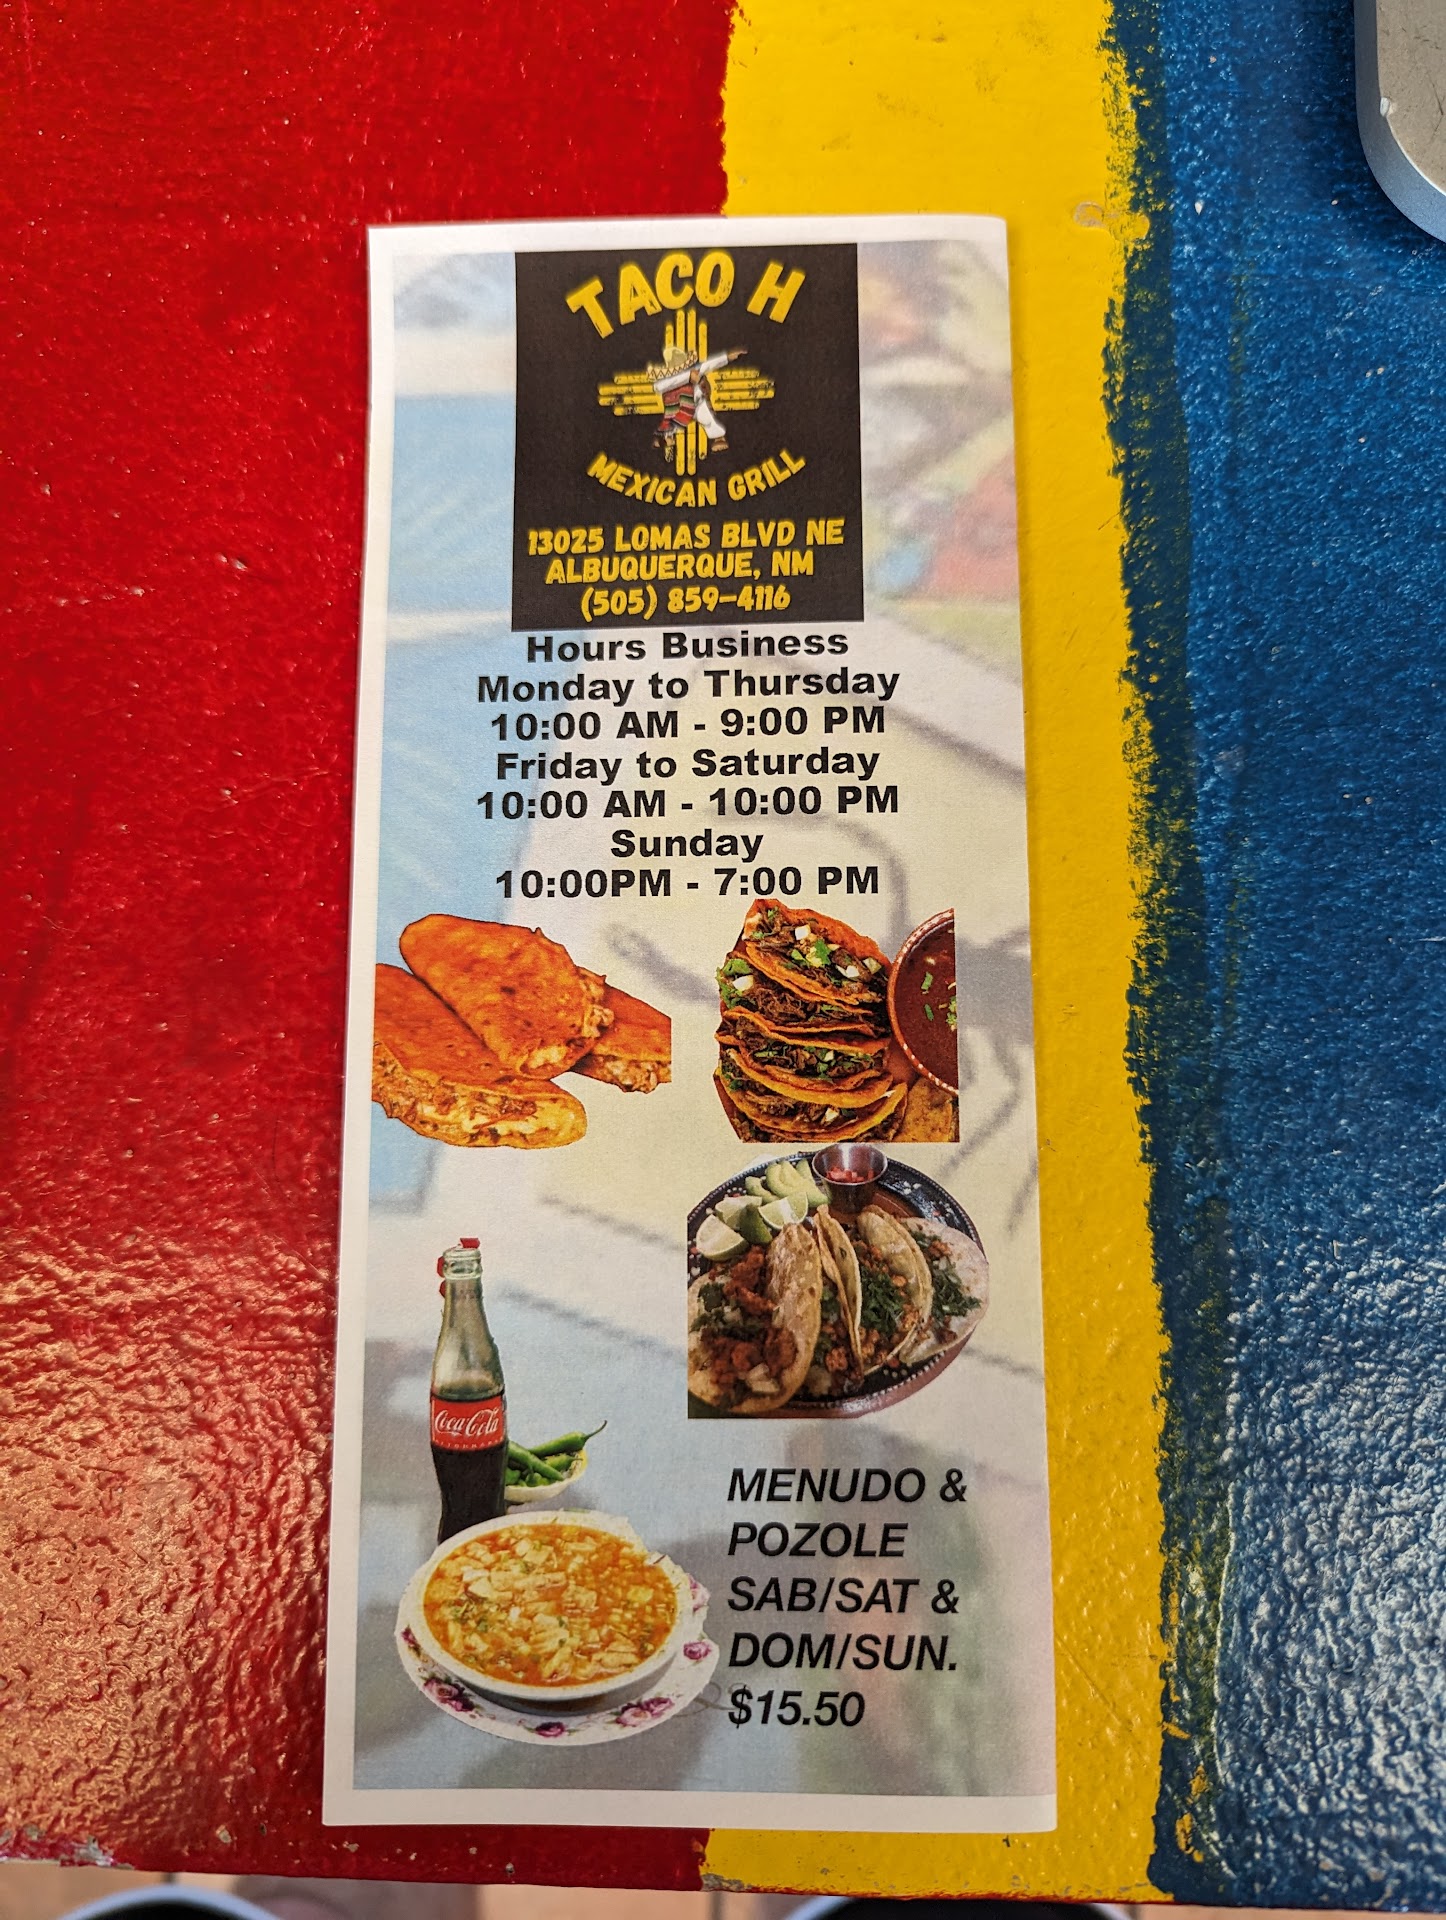 TACO H
MEXICAN GRILL
13025 LOMAS BLVD NE
ALBUQUERQUE, NM
(505) 859-4116
Hours Business
Monday to Thursday
10:00 AM - 9:00 PM
Friday to Saturday
10:00 AM - 10:00 PM
Sunday
10:00PM - 7:00 PM
Coca-Cola
MENUDO &
POZOLE
SAB/SAT &
DOM/SUN.
$15.50